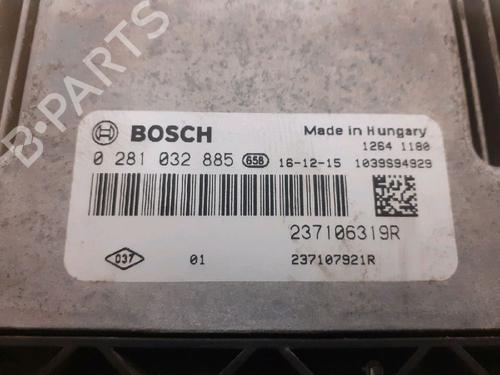 B-PARTS
BOSCH
Made in Hungary
1264 1180
0 281 032 885 658 16-12-15 1039S94929
237106319R
037 01 237107921R